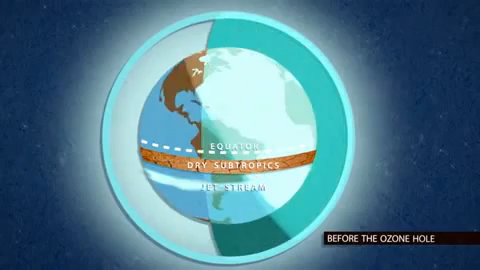 EQUATOR
DRY SUBTROPICS
JET STREAM
BEFORE THE OZONE HOLE